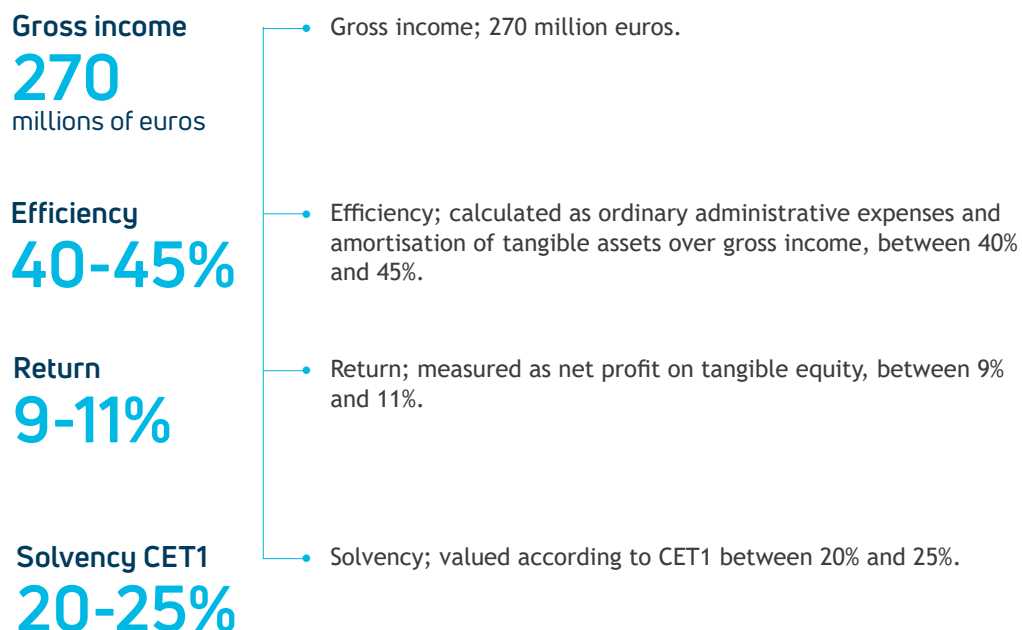 Gross income
270
millions of euros
Gross income; 270 million euros.
Efficiency
40-45%
Efficiency; calculated as ordinary administrative expenses and
amortisation of tangible assets over gross income, between 40%
and 45%.
Return
9-11%
Return; measured as net profit on tangible equity, between 9%
and 11%.
Solvency CET1
20-25%
Solvency; valued according to CET1 between 20% and 25%.